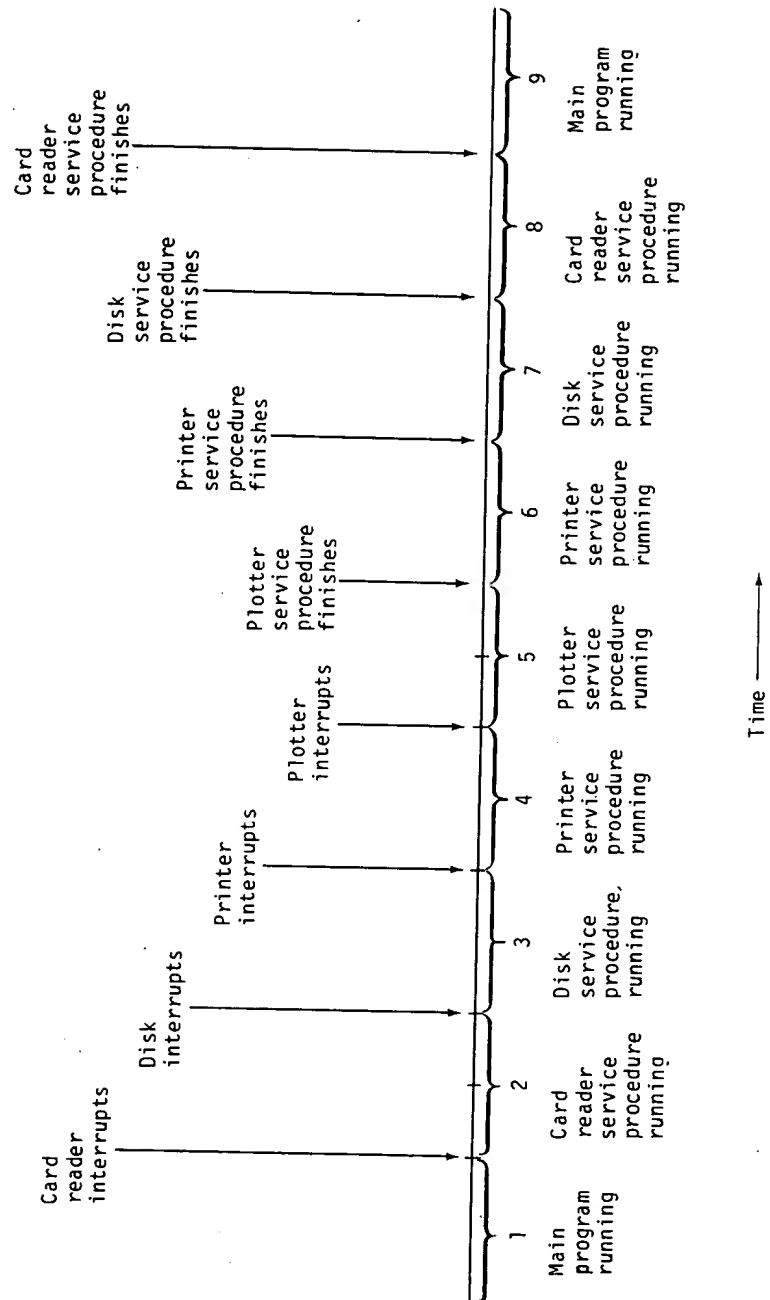 Card
reader
interrupts
Disk
interrupts
Printer
interrupts
Plotter
interrupts
Plotter
service
procedure
finishes
Printer
service
procedure
finishes
Disk
service
procedure
finishes
Card
reader
service
procedure
finishes
1
Main
program
running
2
Card
reader
service
procedure
running
3
Disk
service
procedure,
running
4
Printer
service
procedure
running
5
Plotter
service
procedure
running
6
Printer
service
procedure
running
7
Disk
service
procedure
running
8
Card
reader
service
procedure
running
9
Main
program
running
Time